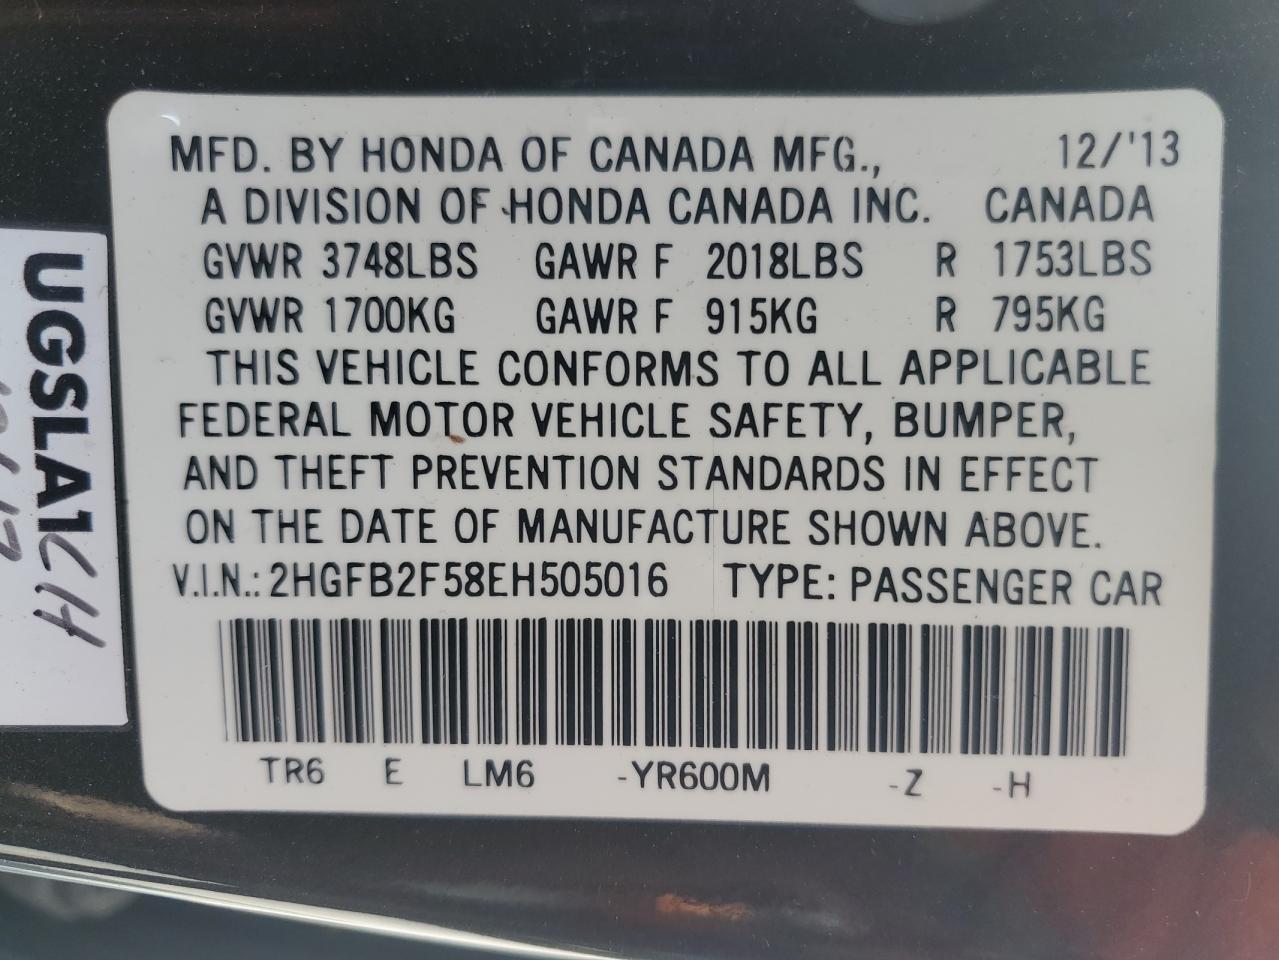 MFD. BY HONDA OF CANADA MFG., 12/'13
A DIVISION OF HONDA CANADA INC. CANADA
GVWR 3748LBS GAWR F 2018LBS R 1753LBS
GVWR 1700KG GAWR F 915KG R 795KG
THIS VEHICLE CONFORMS TO ALL APPLICABLE
FEDERAL MOTOR VEHICLE SAFETY, BUMPER,
AND THEFT PREVENTION STANDARDS IN EFFECT
ON THE DATE OF MANUFACTURE SHOWN ABOVE.
V.I.N.: 2HGFB2F58EH505016 TYPE: PASSENGER CAR
TR6 E LM6 -YR600M -Z -H